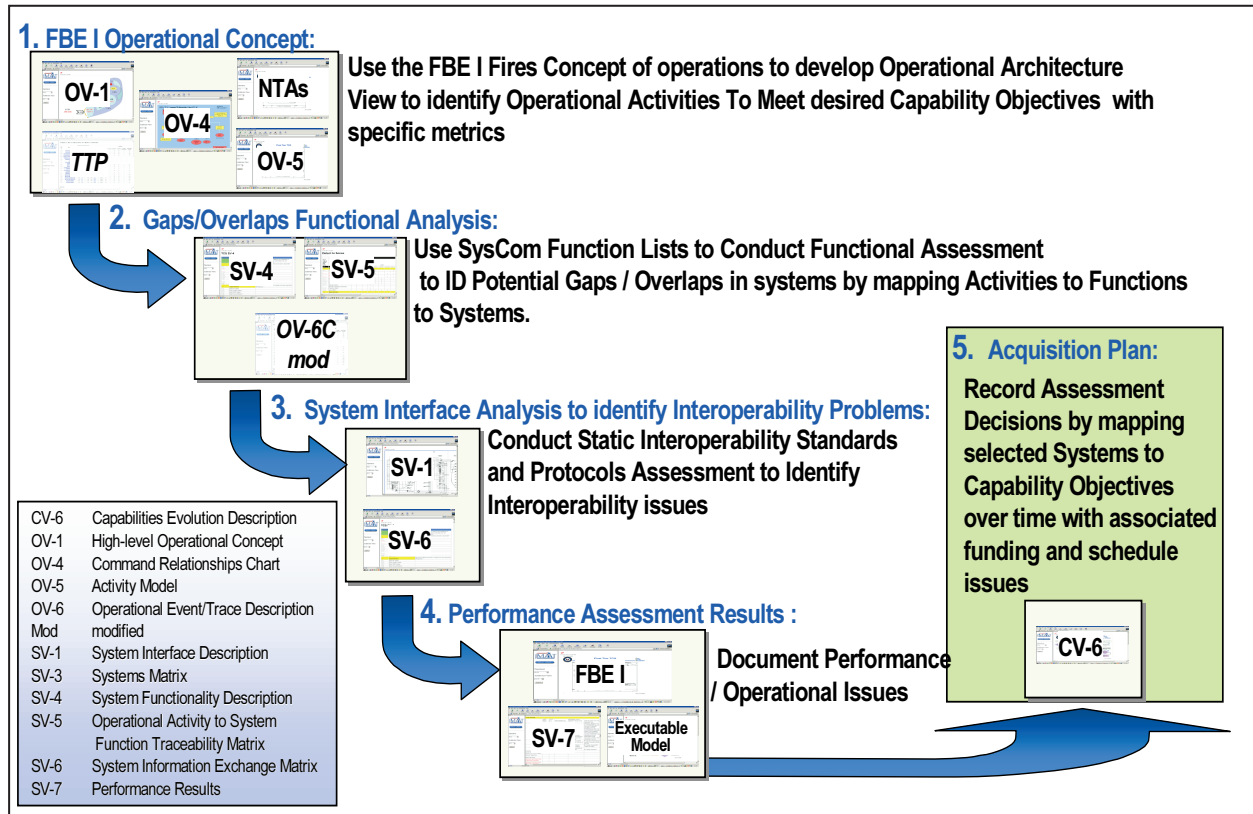 1. FBE I Operational Concept:
OV-1
NTAs
OV-4
TTP
OV-5
Use the FBE I Fires Concept of operations to develop Operational Architecture
View to identify Operational Activities To Meet desired Capability Objectives with
specific metrics
2. Gaps/Overlaps Functional Analysis:
SV-4
SV-5
OV-6C
mod
Use SysCom Function Lists to Conduct Functional Assessment
to ID Potential Gaps / Overlaps in systems by mapping Activities to Functions
to Systems.
3. System Interface Analysis to identify Interoperability Problems:
SV-1
SV-6
Conduct Static Interoperability Standards
and Protocols Assessment to Identify
Interoperability issues
4. Performance Assessment Results :
FBE I
SV-7
Executable
Model
Document Performance
/ Operational Issues
5. Acquisition Plan:
Record Assessment
Decisions by mapping
selected Systems to
Capability Objectives
over time with associated
funding and schedule
issues
CV-6
CV-6 Capabilities Evolution Description
OV-1 High-level Operational Concept
OV-4 Command Relationships Chart
OV-5 Activity Model
OV-6 Operational Event/Trace Description
Mod modified
SV-1 System Interface Description
SV-3 Systems Matrix
SV-4 System Functionality Description
SV-5 Operational Activity to System
Function Traceability Matrix
SV-6 System Information Exchange Matrix
SV-7 Performance Results